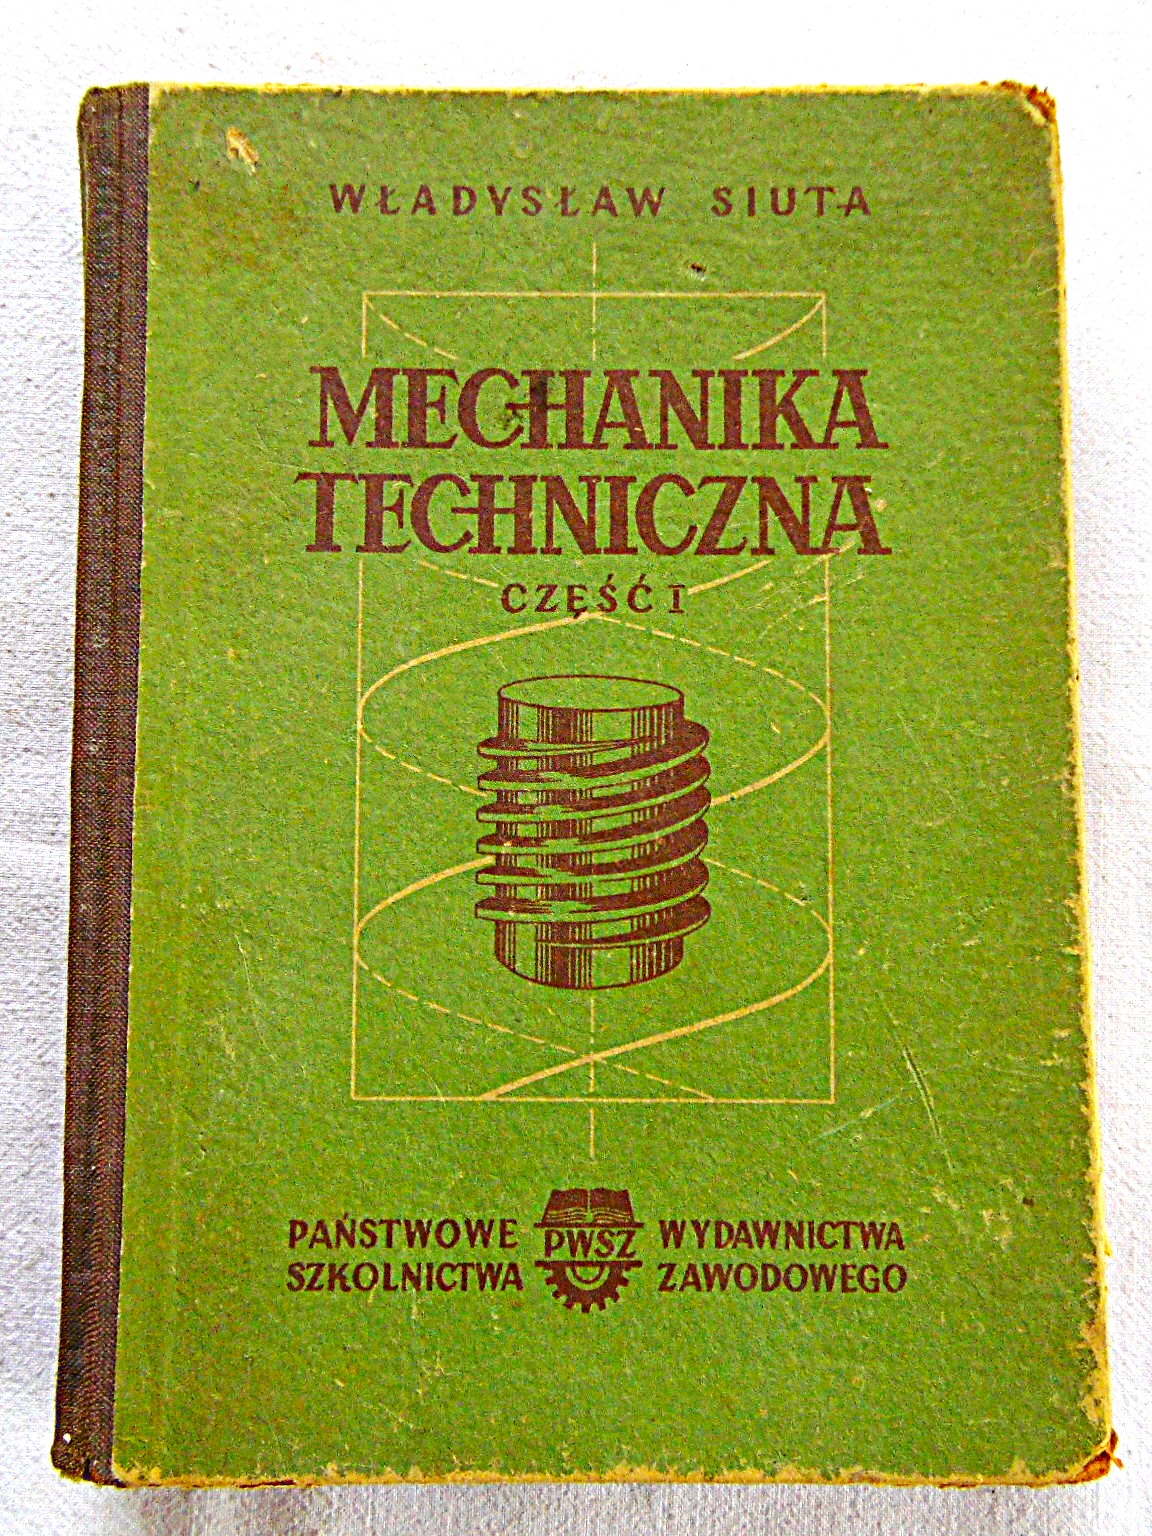 WŁADYSŁAW SIUTA
MECHANIKA
TECHNICZNA
CZĘŚĆ I
PAŃSTWOWE PWSZ WYDAWNICTWA
SZKOLNICTWA ZAWODOWEGO